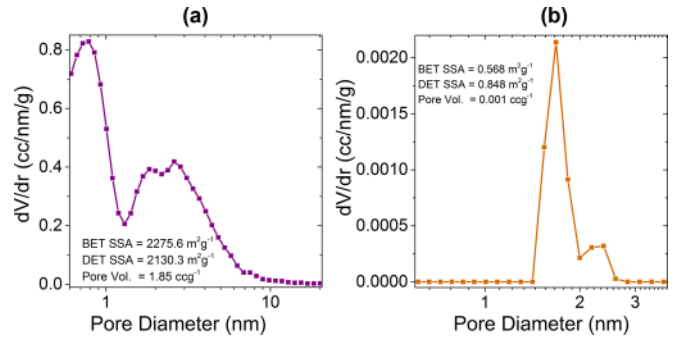 (a)
0.8
0.6
0.4
0.2
0.0
dV/dr (cc/nm/g)
BET SSA = 2275.6 m²g⁻¹
DET SSA = 2130.3 m²g⁻¹
Pore Vol. = 1.85 ccg⁻¹
1
10
Pore Diameter (nm)
(b)
0.0020
0.0015
0.0010
0.0005
0.0000
dV/dr (cc/nm/g)
BET SSA = 0.568 m²g⁻¹
DET SSA = 0.848 m²g⁻¹
Pore Vol. = 0.001 ccg⁻¹
1
2
3
Pore Diameter (nm)